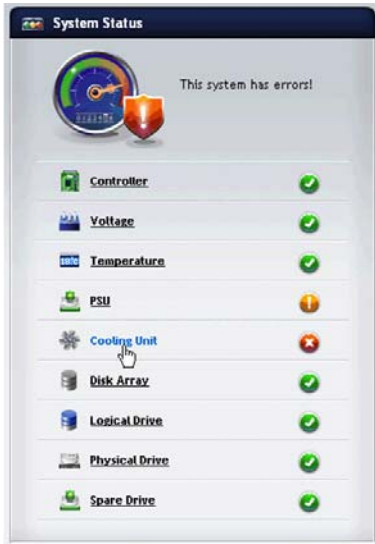 System Status
This system has errors!
Controller
Voltage
Temperature
PSU
Cooling Unit
Disk Array
Logical Drive
Physical Drive
Spare Drive